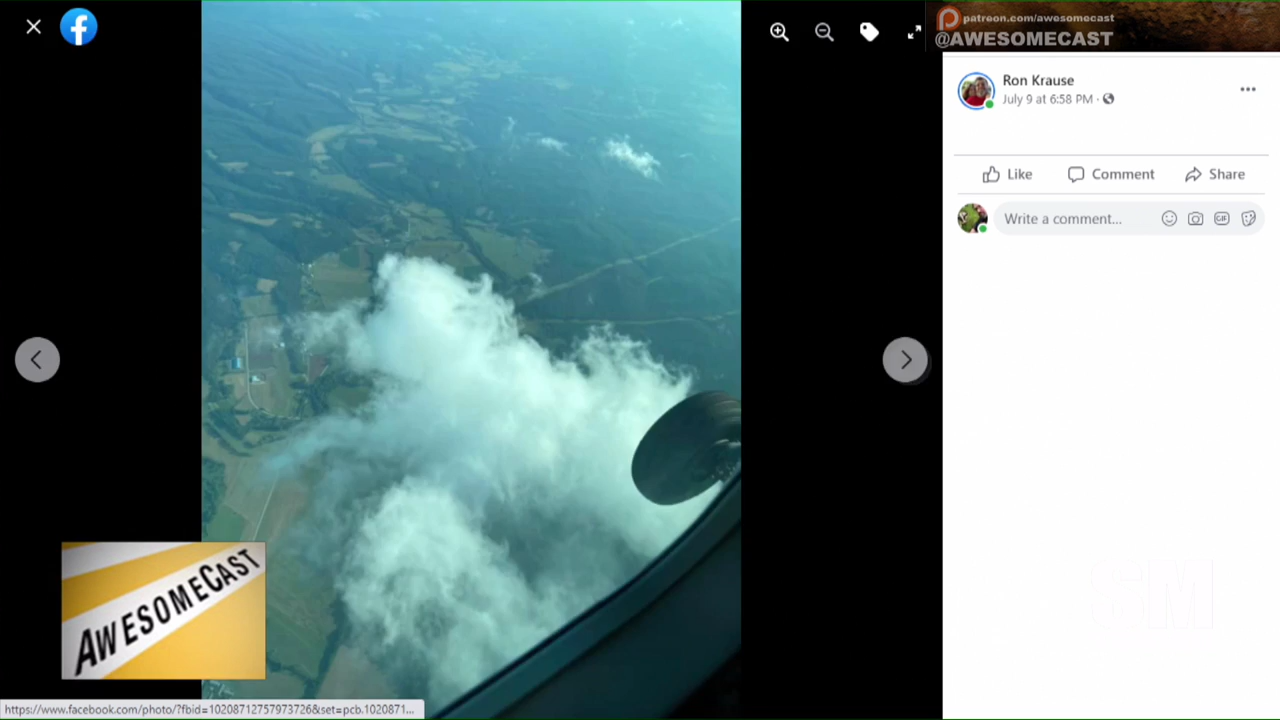 patreon.com/awesomecast
@AWESOMECAST
Ron Krause
July 9 at 6:58 PM ·
Like
Comment
Share
Write a comment...
GIF
AWESOMECAST
https://www.facebook.com/photo/?fbid=10208712757973726&set=pcb.1020871...